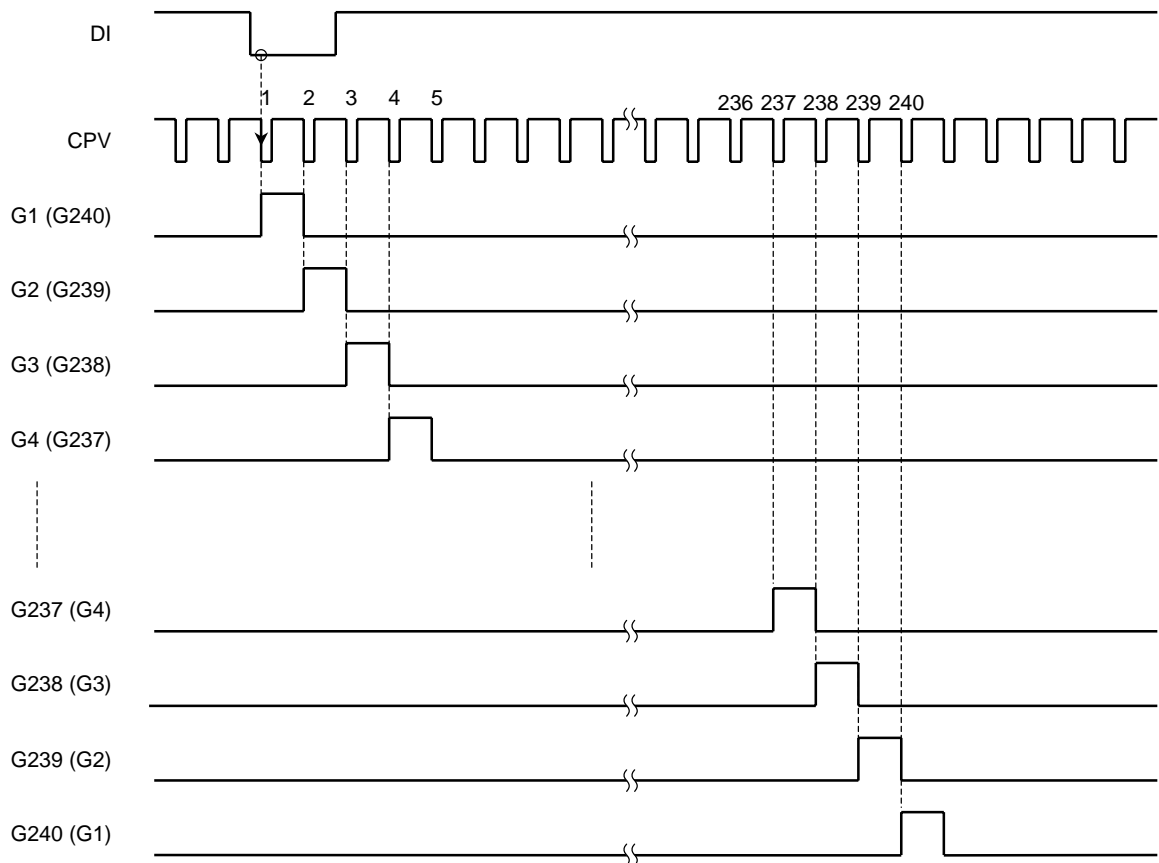 DI
1 2 3 4 5 236 237 238 239 240
CPV
G1 (G240)
G2 (G239)
G3 (G238)
G4 (G237)
G237 (G4)
G238 (G3)
G239 (G2)
G240 (G1)